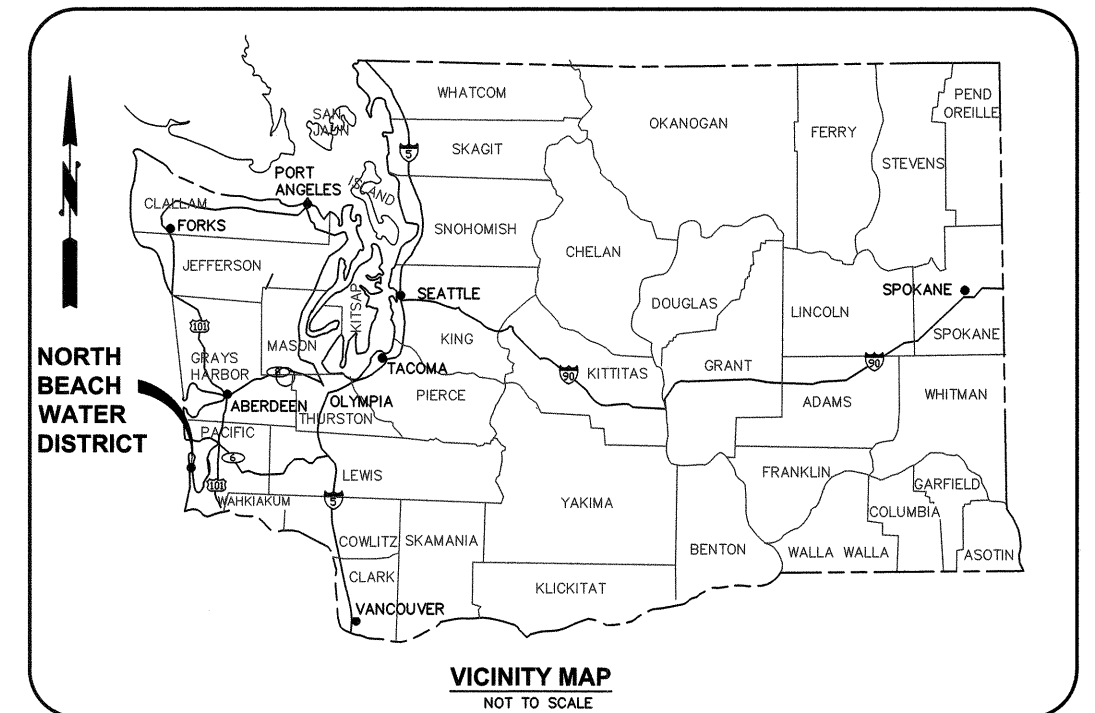 WHATCOM
PEND
OREILLE
SAN
JAUN
OKANOGAN
FERRY
SKAGIT
5
STEVENS
N
PORT
ANGELES
ISLAND
CLALLAM
FORKS
SNOHOMISH
CHELAN
JEFFERSON
SEATTLE
SPOKANE
DOUGLAS
LINCOLN
KITSAP
101
KING
SPOKANE
MASON
NORTH
BEACH
WATER
DISTRICT
GRAYS
HARBOR
8
TACOMA
90
KITTITAS
GRANT
90
ABERDEEN
OLYMPIA
PIERCE
ADAMS
WHITMAN
THURSTON
PACIFIC
6
LEWIS
FRANKLIN
GARFIELD
101
WAHKIAKUM
5
YAKIMA
COLUMBIA
COWLITZ
SKAMANIA
BENTON
WALLA WALLA
ASOTIN
CLARK
KLICKITAT
VANCOUVER
VICINITY MAP
NOT TO SCALE